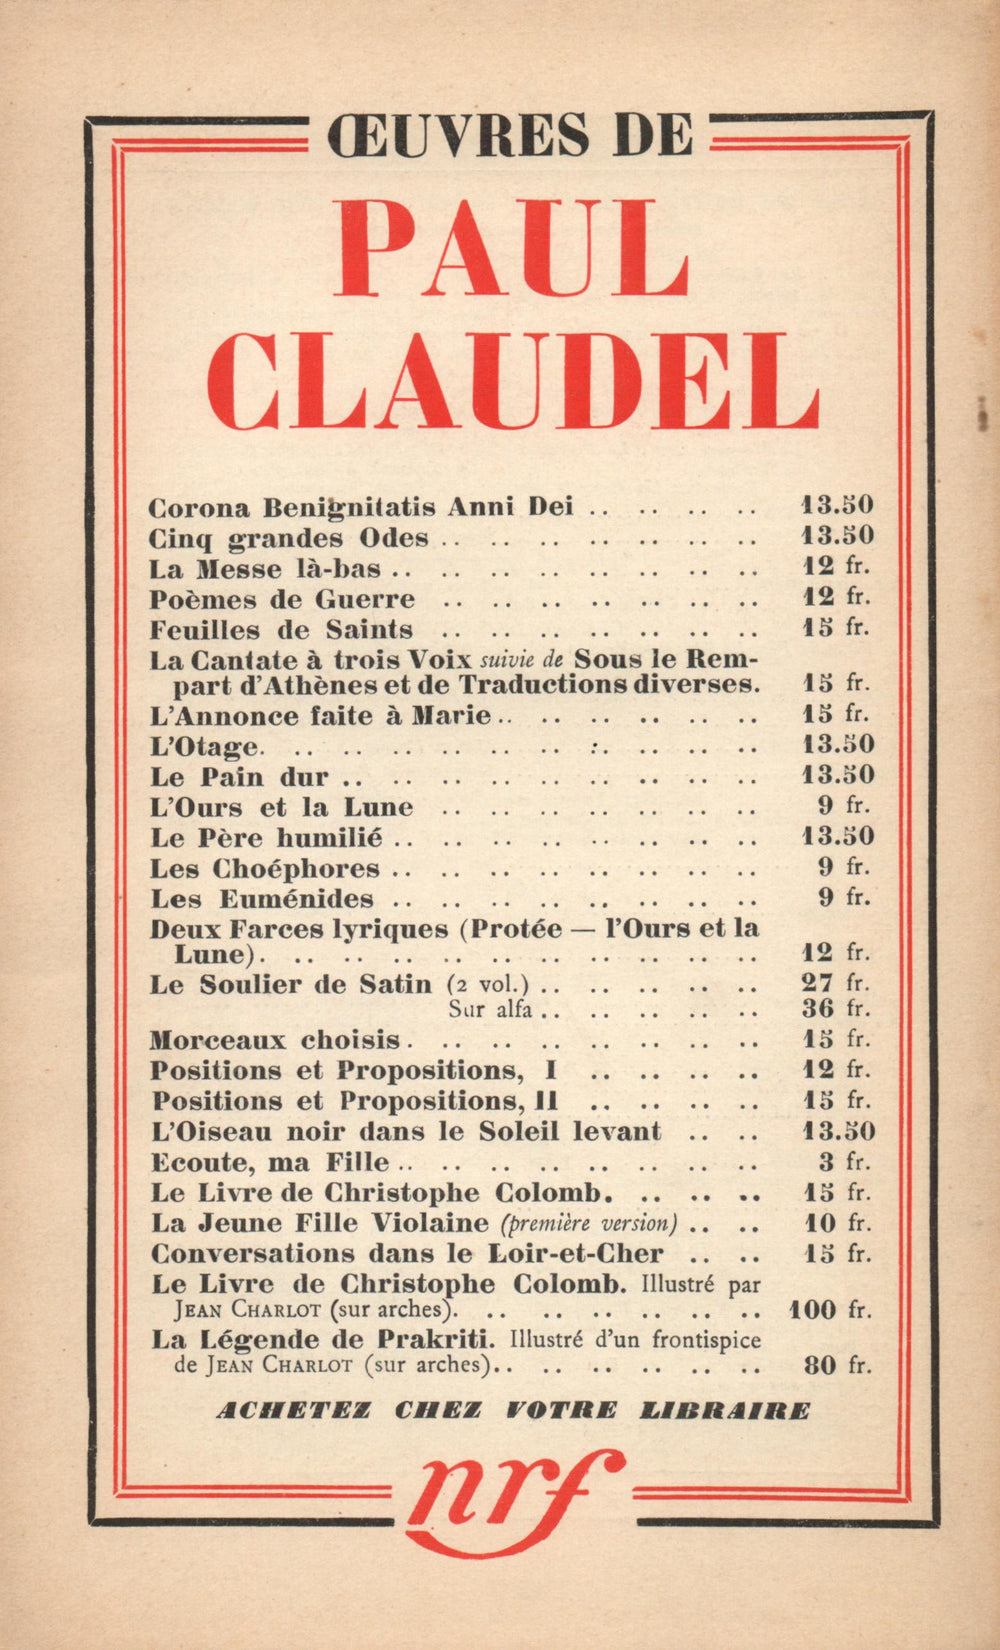 ŒUVRES DE
PAUL
CLAUDEL
Corona Benignitatis Anni Dei .. .. .. .. 13.50
Cinq grandes Odes .. .. .. .. .. .. .. 13.50
La Messe là-bas .. .. .. .. .. .. .. .. 12 fr.
Poèmes de Guerre .. .. .. .. .. .. .. 12 fr.
Feuilles de Saints .. .. .. .. .. .. .. 15 fr.
La Cantate à trois Voix suivie de Sous le Rem-
part d'Athènes et de Traductions diverses. 15 fr.
L'Annonce faite à Marie .. .. .. .. .. .. 15 fr.
L'Otage. .. .. .. .. .. .. .. .. .. .. 13.50
Le Pain dur .. .. .. .. .. .. .. .. .. 13.50
L'Ours et la Lune .. .. .. .. .. .. .. 9 fr.
Le Père humilié .. .. .. .. .. .. .. .. 13.50
Les Choéphores .. .. .. .. .. .. .. .. 9 fr.
Les Euménides .. .. .. .. .. .. .. .. 9 fr.
Deux Farces lyriques (Protée — l'Ours et la
Lune). .. .. .. .. .. .. .. .. .. .. 12 fr.
Le Soulier de Satin (2 vol.) .. .. .. .. .. 27 fr.
Sur alfa .. .. .. .. .. 36 fr.
Morceaux choisis. .. .. .. .. .. .. .. 15 fr.
Positions et Propositions, I .. .. .. .. 12 fr.
Positions et Propositions, II .. .. .. .. 15 fr.
L'Oiseau noir dans le Soleil levant .. .. 13.50
Ecoute, ma Fille .. .. .. .. .. .. .. .. 3 fr.
Le Livre de Christophe Colomb. .. .. .. 15 fr.
La Jeune Fille Violaine (première version) .. .. 10 fr.
Conversations dans le Loir-et-Cher .. .. 15 fr.
Le Livre de Christophe Colomb. Illustré par
JEAN CHARLOT (sur arches). .. .. .. .. .. .. 100 fr.
La Légende de Prakriti. Illustré d'un frontispice
de JEAN CHARLOT (sur arches).. .. .. .. .. .. 80 fr.
ACHETEZ CHEZ VOTRE LIBRAIRE
nrf